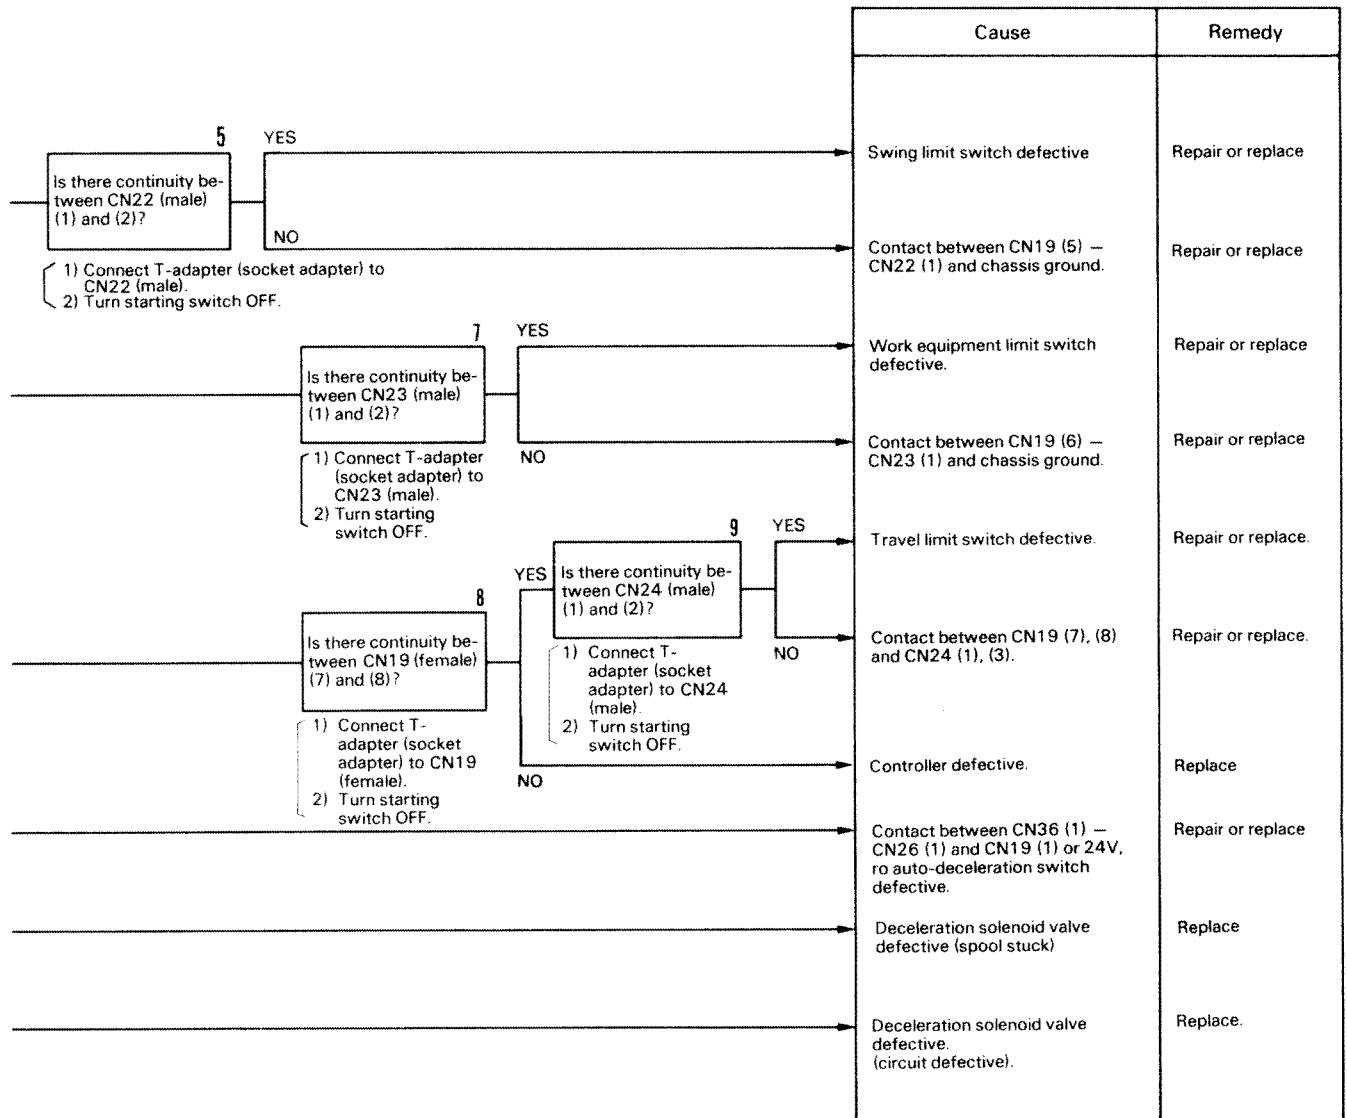 Cause
Remedy
5
YES
Is there continuity be-
tween CN22 (male)
(1) and (2)?
NO
1) Connect T-adapter (socket adapter) to
CN22 (male).
2) Turn starting switch OFF.
Swing limit switch defective
Repair or replace
Contact between CN19 (5) –
CN22 (1) and chassis ground.
Repair or replace
7
YES
Is there continuity be-
tween CN23 (male)
(1) and (2)?
NO
1) Connect T-adapter
(socket adapter) to
CN23 (male).
2) Turn starting
switch OFF.
Work equipment limit switch
defective.
Repair or replace
Contact between CN19 (6) –
CN23 (1) and chassis ground.
Repair or replace
8
YES
Is there continuity be-
tween CN19 (female)
(7) and (8)?
NO
1) Connect T-
adapter (socket
adapter) to CN19
(female).
2) Turn starting
switch OFF.
9
YES
Is there continuity be-
tween CN24 (male)
(1) and (2)?
NO
1) Connect T-
adapter (socket
adapter) to CN24
(male).
2) Turn starting
switch OFF.
Travel limit switch defective.
Repair or replace.
Contact between CN19 (7), (8)
and CN24 (1), (3).
Repair or replace.
Controller defective.
Replace
Contact between CN36 (1) –
CN26 (1) and CN19 (1) or 24V,
ro auto-deceleration switch
defective.
Repair or replace
Deceleration solenoid valve
defective (spool stuck)
Replace
Deceleration solenoid valve
defective.
(circuit defective).
Replace.